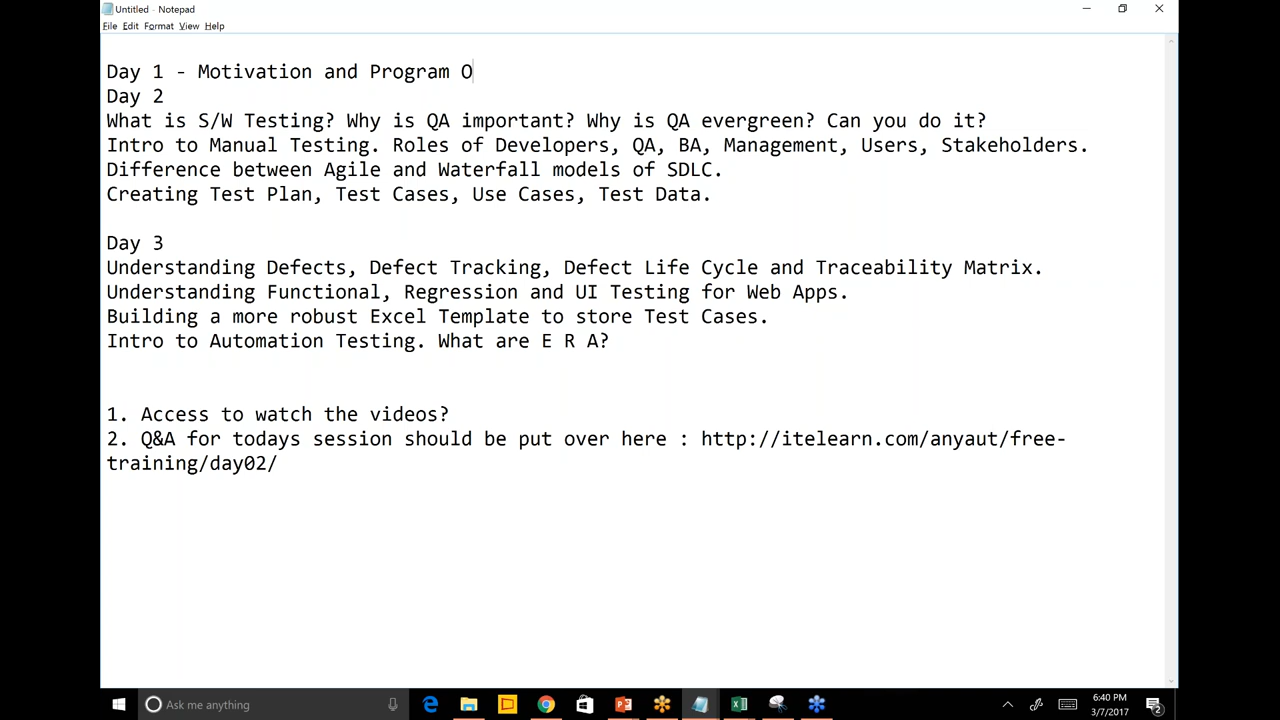 Untitled - Notepad
File Edit Format View Help
Day 1 - Motivation and Program O
Day 2
What is S/W Testing? Why is QA important? Why is QA evergreen? Can you do it?
Intro to Manual Testing. Roles of Developers, QA, BA, Management, Users, Stakeholders.
Difference between Agile and Waterfall models of SDLC.
Creating Test Plan, Test Cases, Use Cases, Test Data.
Day 3
Understanding Defects, Defect Tracking, Defect Life Cycle and Traceability Matrix.
Understanding Functional, Regression and UI Testing for Web Apps.
Building a more robust Excel Template to store Test Cases.
Intro to Automation Testing. What are E R A?
1. Access to watch the videos?
2. Q&A for todays session should be put over here : http://itelearn.com/anyaut/free-
training/day02/
Ask me anything
6:40 PM
3/7/2017
2